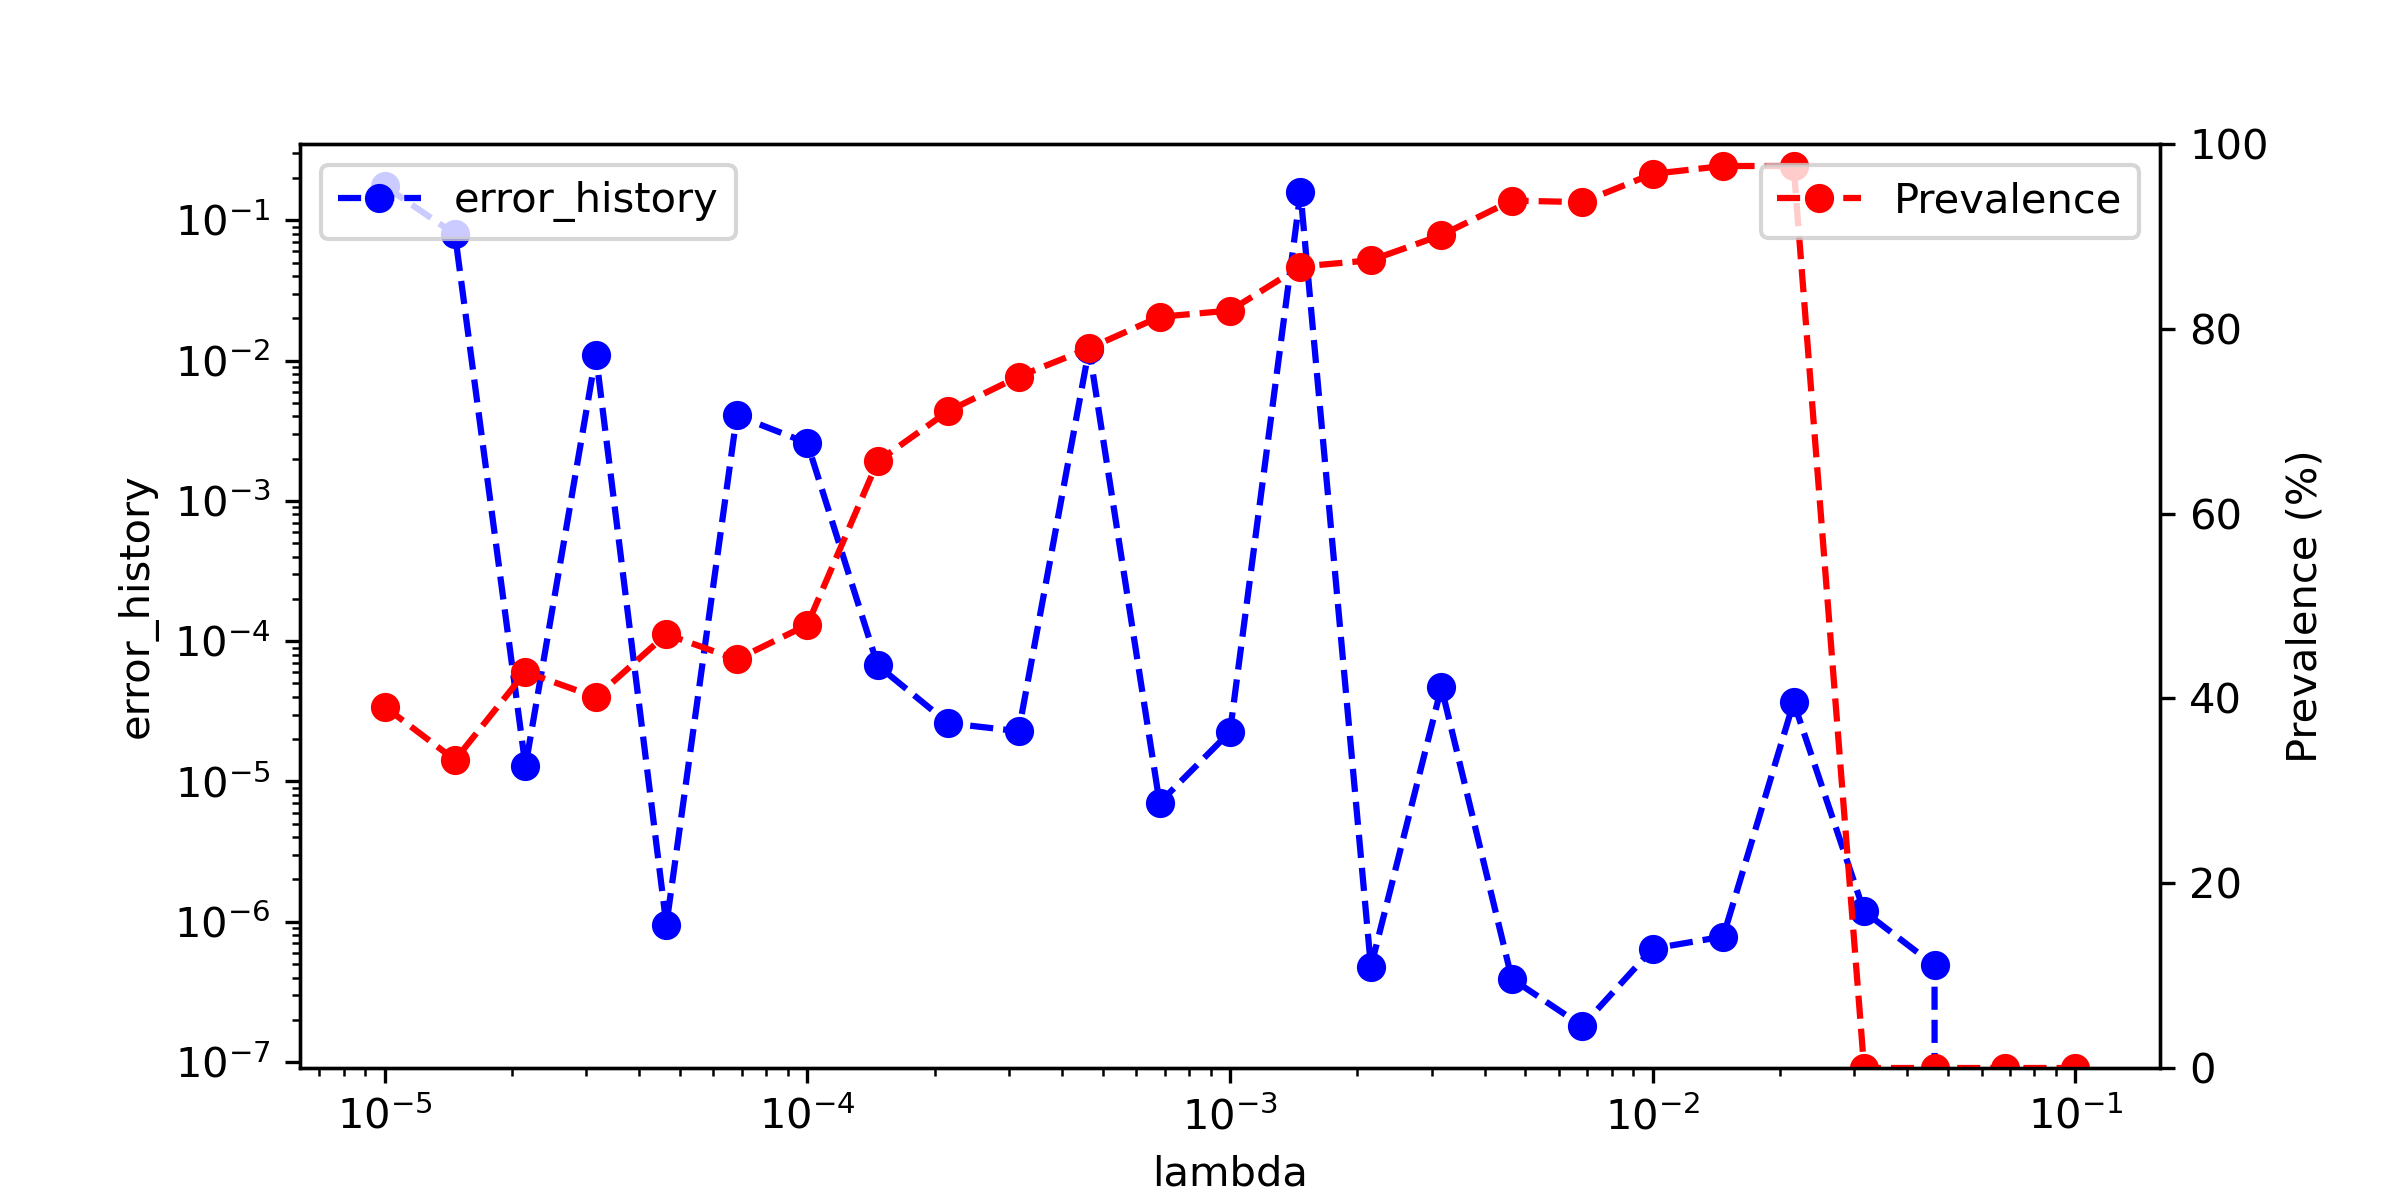 error_history
Prevalence
10⁻¹
10⁻²
10⁻³
10⁻⁴
10⁻⁵
10⁻⁶
10⁻⁷
error_history
100
80
60
40
20
0
Prevalence (%)
10⁻⁵ 10⁻⁴ 10⁻³ 10⁻² 10⁻¹
lambda